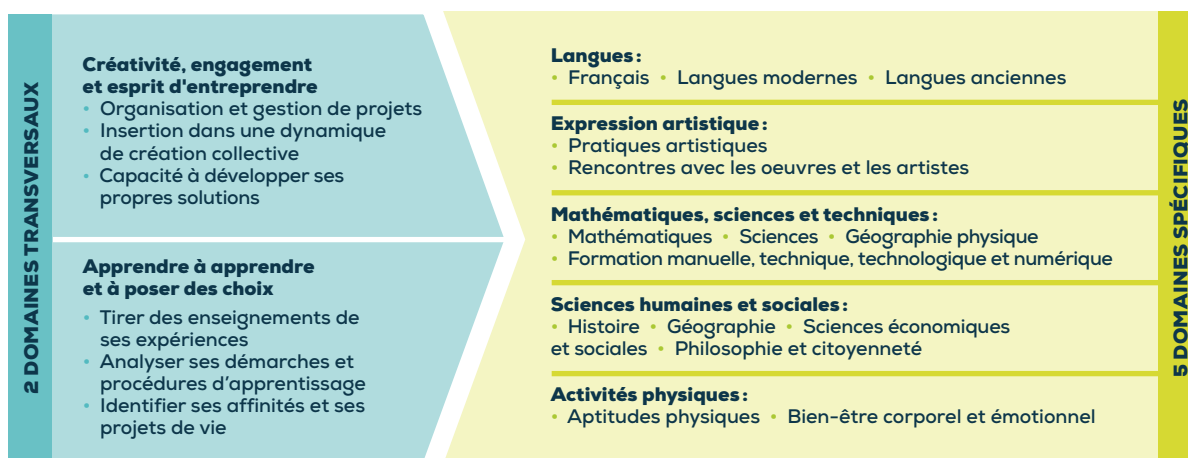 2 DOMAINES TRANSVERSAUX
Créativité, engagement
et esprit d'entreprendre
• Organisation et gestion de projets
• Insertion dans une dynamique
de création collective
• Capacité à développer ses
propres solutions
Apprendre à apprendre
et à poser des choix
• Tirer des enseignements de
ses expériences
• Analyser ses démarches et
procédures d'apprentissage
• Identifier ses affinités et ses
projets de vie
Langues :
• Français • Langues modernes • Langues anciennes
Expression artistique :
• Pratiques artistiques
• Rencontres avec les oeuvres et les artistes
Mathématiques, sciences et techniques :
• Mathématiques • Sciences • Géographie physique
• Formation manuelle, technique, technologique et numérique
Sciences humaines et sociales :
• Histoire • Géographie • Sciences économiques
et sociales • Philosophie et citoyenneté
Activités physiques :
• Aptitudes physiques • Bien-être corporel et émotionnel
5 DOMAINES SPÉCIFIQUES